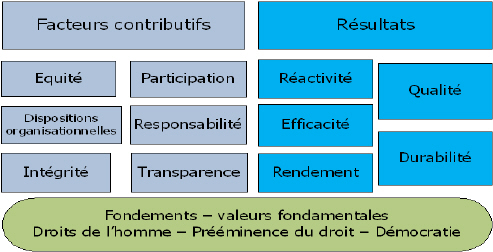 Facteurs contributifs
Résultats
Equité
Participation
Réactivité
Qualité
Dispositions
organisationnelles
Responsabilité
Efficacité
Durabilité
Intégrité
Transparence
Rendement
Fondements – valeurs fondamentales
Droits de l'homme – Prééminence du droit – Démocratie